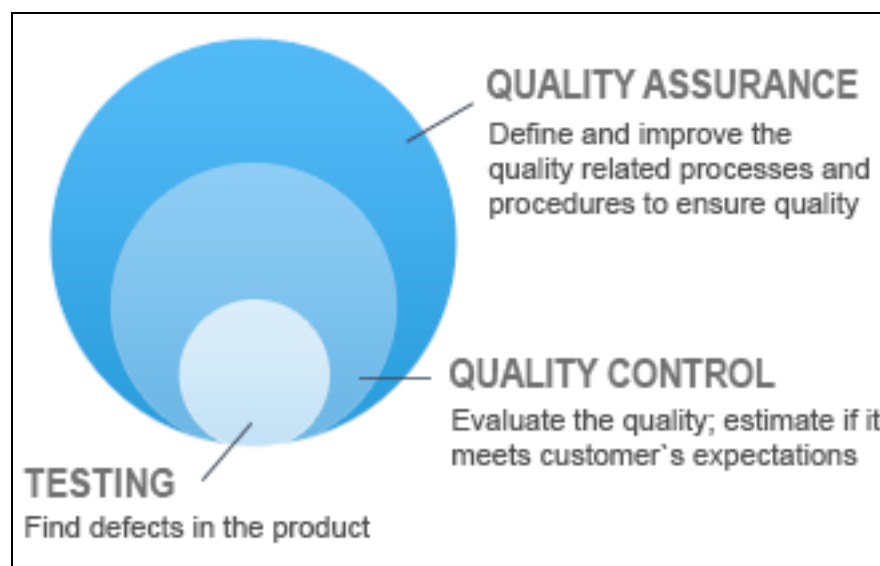 QUALITY ASSURANCE
Define and improve the
quality related processes and
procedures to ensure quality
QUALITY CONTROL
Evaluate the quality; estimate if it
meets customer`s expectations
TESTING
Find defects in the product